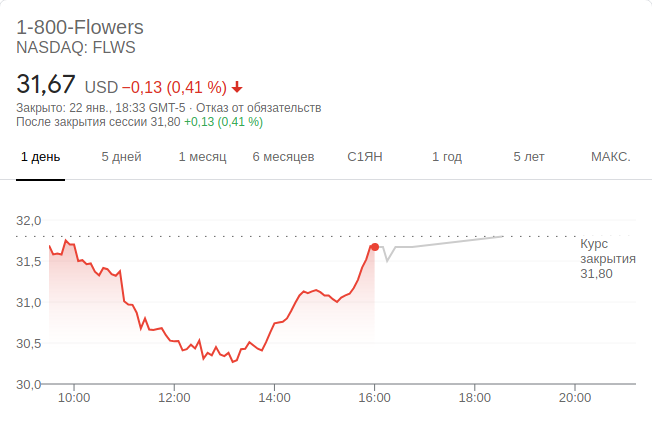 1-800-Flowers
NASDAQ: FLWS
31,67 USD −0,13 (0,41 %)
Закрыто: 22 янв., 18:33 GMT-5 · Отказ от обязательств
После закрытия сессии 31,80 +0,13 (0,41 %)
1 день 5 дней 1 месяц 6 месяцев С1ЯН 1 год 5 лет МАКС.
32,0
31,5
31,0
30,5
30,0
Курс
закрытия
31,80
10:00 12:00 14:00 16:00 18:00 20:00